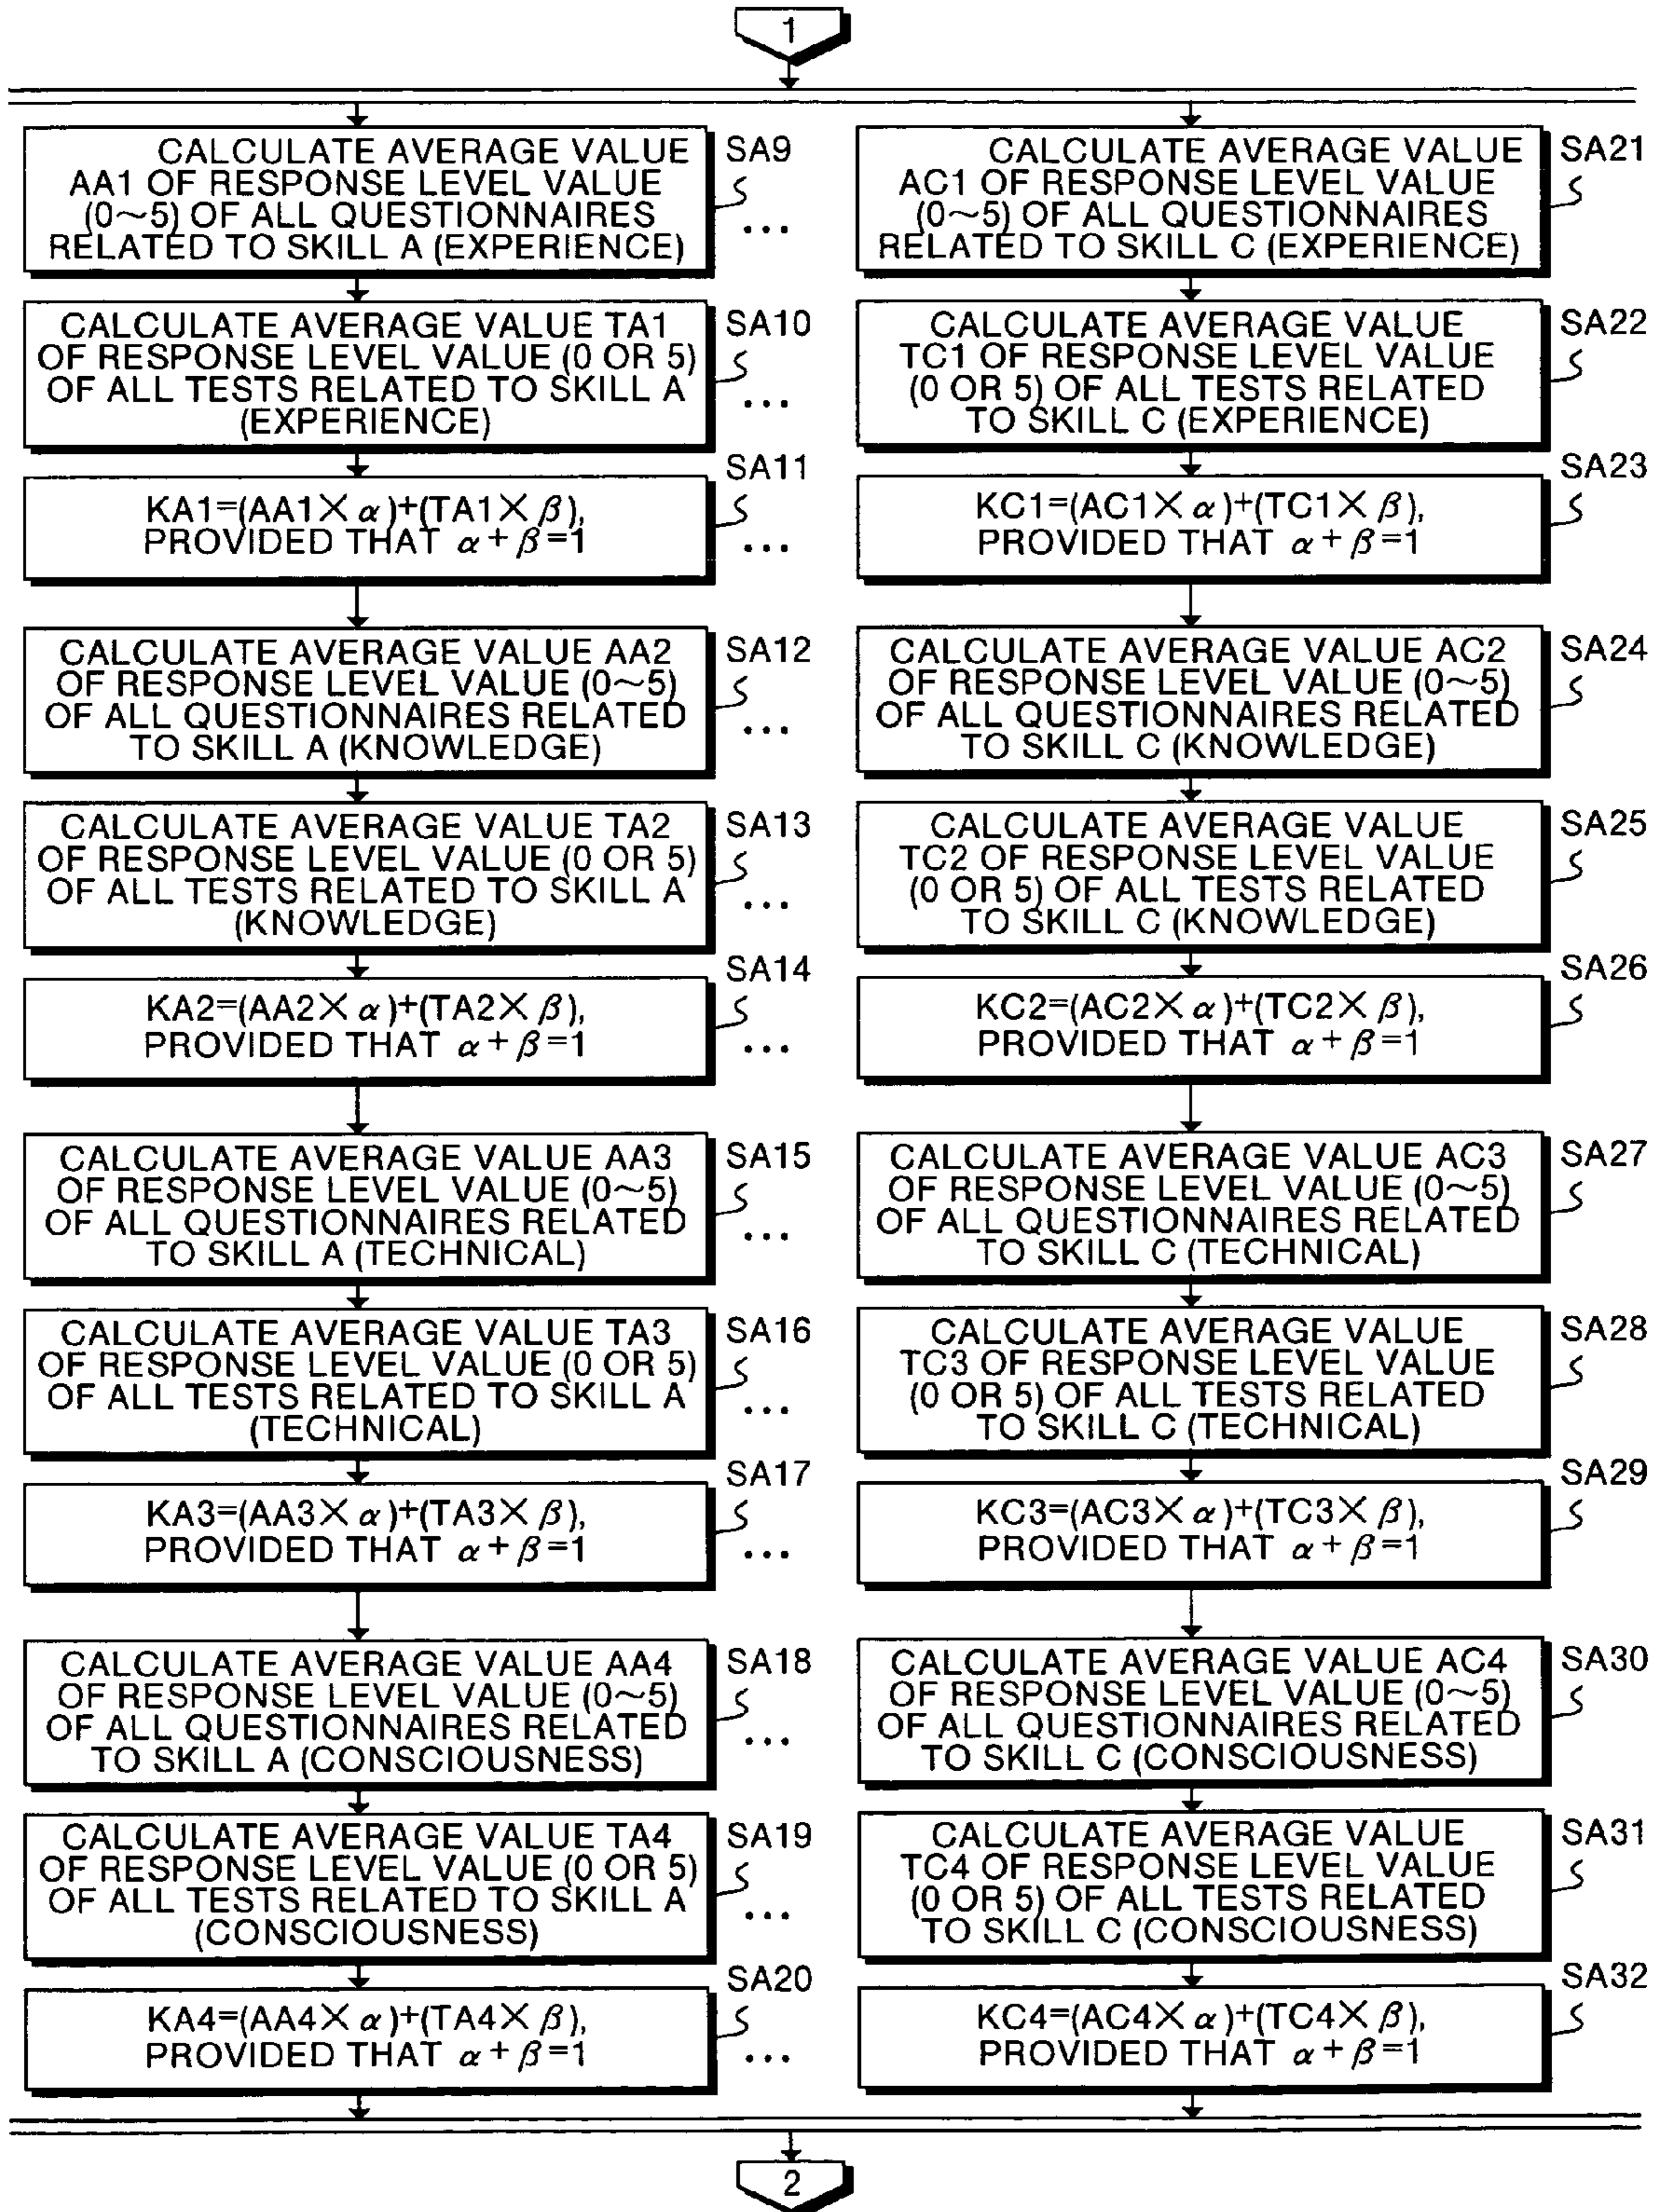 1
CALCULATE AVERAGE VALUE
AA1 OF RESPONSE LEVEL VALUE
(0~5) OF ALL QUESTIONNAIRES
RELATED TO SKILL A (EXPERIENCE)
SA9
...
CALCULATE AVERAGE VALUE TA1
OF RESPONSE LEVEL VALUE (0 OR 5)
OF ALL TESTS RELATED TO SKILL A
(EXPERIENCE)
SA10
...
KA1=(AA1×α)+(TA1×β),
PROVIDED THAT α+β=1
SA11
...
CALCULATE AVERAGE VALUE AA2
OF RESPONSE LEVEL VALUE (0~5)
OF ALL QUESTIONNAIRES RELATED
TO SKILL A (KNOWLEDGE)
SA12
...
CALCULATE AVERAGE VALUE TA2
OF RESPONSE LEVEL VALUE (0 OR 5)
OF ALL TESTS RELATED TO SKILL A
(KNOWLEDGE)
SA13
...
KA2=(AA2×α)+(TA2×β),
PROVIDED THAT α+β=1
SA14
...
CALCULATE AVERAGE VALUE AA3
OF RESPONSE LEVEL VALUE (0~5)
OF ALL QUESTIONNAIRES RELATED
TO SKILL A (TECHNICAL)
SA15
...
CALCULATE AVERAGE VALUE TA3
OF RESPONSE LEVEL VALUE (0 OR 5)
OF ALL TESTS RELATED TO SKILL A
(TECHNICAL)
SA16
...
KA3=(AA3×α)+(TA3×β),
PROVIDED THAT α+β=1
SA17
...
CALCULATE AVERAGE VALUE AA4
OF RESPONSE LEVEL VALUE (0~5)
OF ALL QUESTIONNAIRES RELATED
TO SKILL A (CONSCIOUSNESS)
SA18
...
CALCULATE AVERAGE VALUE TA4
OF RESPONSE LEVEL VALUE (0 OR 5)
OF ALL TESTS RELATED TO SKILL A
(CONSCIOUSNESS)
SA19
...
KA4=(AA4×α)+(TA4×β),
PROVIDED THAT α+β=1
SA20
...
CALCULATE AVERAGE VALUE
AC1 OF RESPONSE LEVEL VALUE
(0~5) OF ALL QUESTIONNAIRES
RELATED TO SKILL C (EXPERIENCE)
SA21
CALCULATE AVERAGE VALUE
TC1 OF RESPONSE LEVEL VALUE
(0 OR 5) OF ALL TESTS RELATED
TO SKILL C (EXPERIENCE)
SA22
KC1=(AC1×α)+(TC1×β),
PROVIDED THAT α+β=1
SA23
CALCULATE AVERAGE VALUE AC2
OF RESPONSE LEVEL VALUE (0~5)
OF ALL QUESTIONNAIRES RELATED
TO SKILL C (KNOWLEDGE)
SA24
CALCULATE AVERAGE VALUE
TC2 OF RESPONSE LEVEL VALUE
(0 OR 5) OF ALL TESTS RELATED
TO SKILL C (KNOWLEDGE)
SA25
KC2=(AC2×α)+(TC2×β),
PROVIDED THAT α+β=1
SA26
CALCULATE AVERAGE VALUE AC3
OF RESPONSE LEVEL VALUE (0~5)
OF ALL QUESTIONNAIRES RELATED
TO SKILL C (TECHNICAL)
SA27
CALCULATE AVERAGE VALUE
TC3 OF RESPONSE LEVEL VALUE
(0 OR 5) OF ALL TESTS RELATED
TO SKILL C (TECHNICAL)
SA28
KC3=(AC3×α)+(TC3×β),
PROVIDED THAT α+β=1
SA29
CALCULATE AVERAGE VALUE AC4
OF RESPONSE LEVEL VALUE (0~5)
OF ALL QUESTIONNAIRES RELATED
TO SKILL C (CONSCIOUSNESS)
SA30
CALCULATE AVERAGE VALUE
TC4 OF RESPONSE LEVEL VALUE
(0 OR 5) OF ALL TESTS RELATED
TO SKILL C (CONSCIOUSNESS)
SA31
KC4=(AC4×α)+(TC4×β),
PROVIDED THAT α+β=1
SA32
2